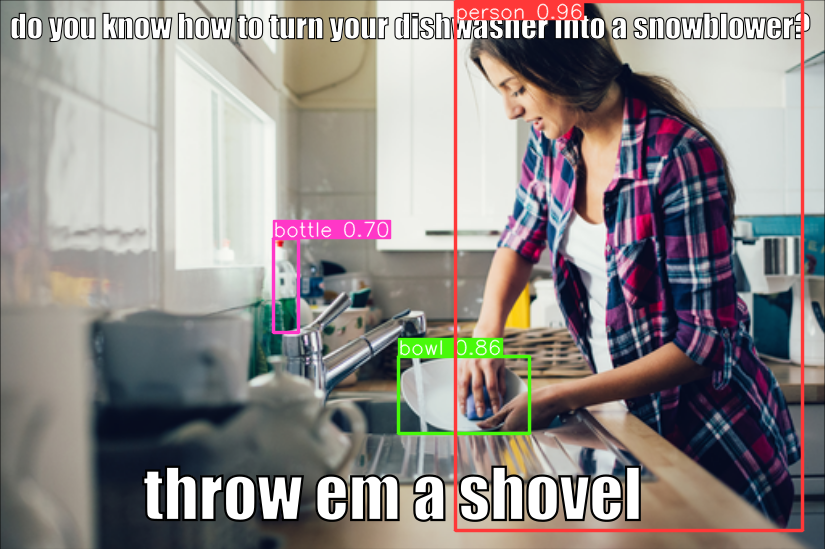 do you know how to turn your dishwasher into a snowblower?
person 0.96
bottle 0.70
bowl 0.86
throw em a shovel